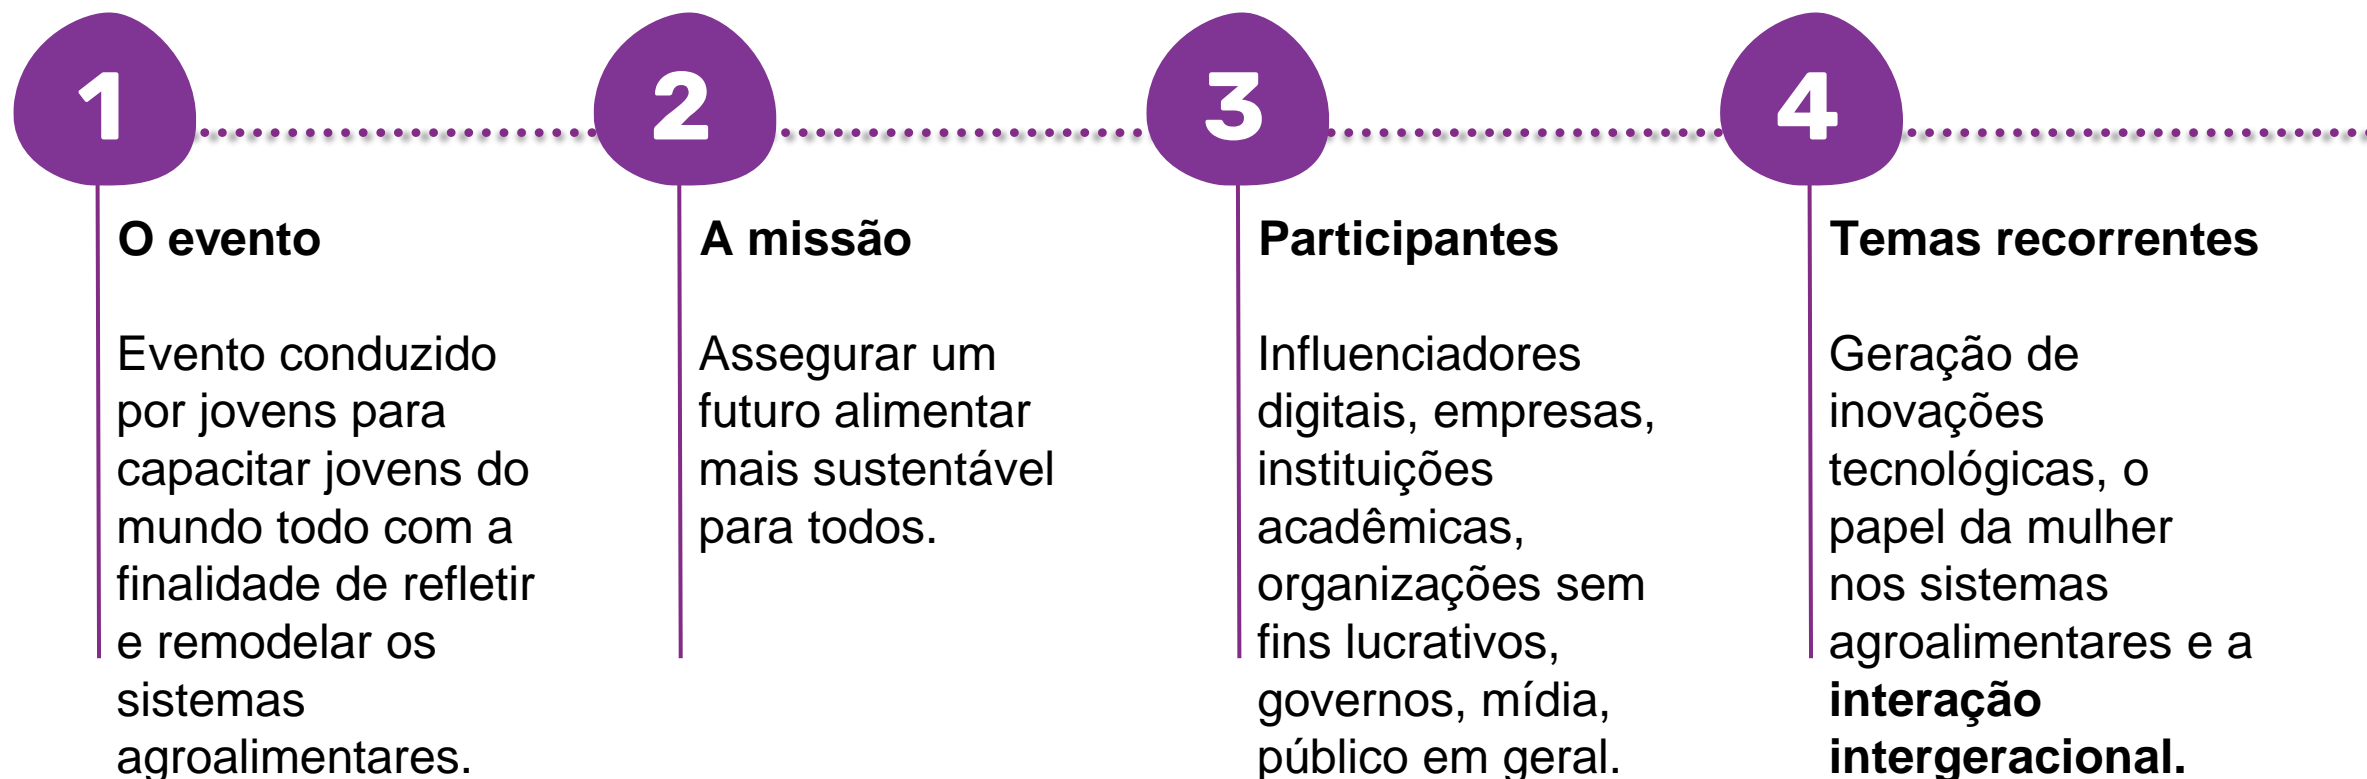 1
O evento
Evento conduzido
por jovens para
capacitar jovens do
mundo todo com a
finalidade de refletir
e remodelar os
sistemas
agroalimentares.
2
A missão
Assegurar um
futuro alimentar
mais sustentável
para todos.
3
Participantes
Influenciadores
digitais, empresas,
instituições
acadêmicas,
organizações sem
fins lucrativos,
governos, mídia,
público em geral.
4
Temas recorrentes
Geração de
inovações
tecnológicas, o
papel da mulher
nos sistemas
agroalimentares e a
interação
intergeracional.